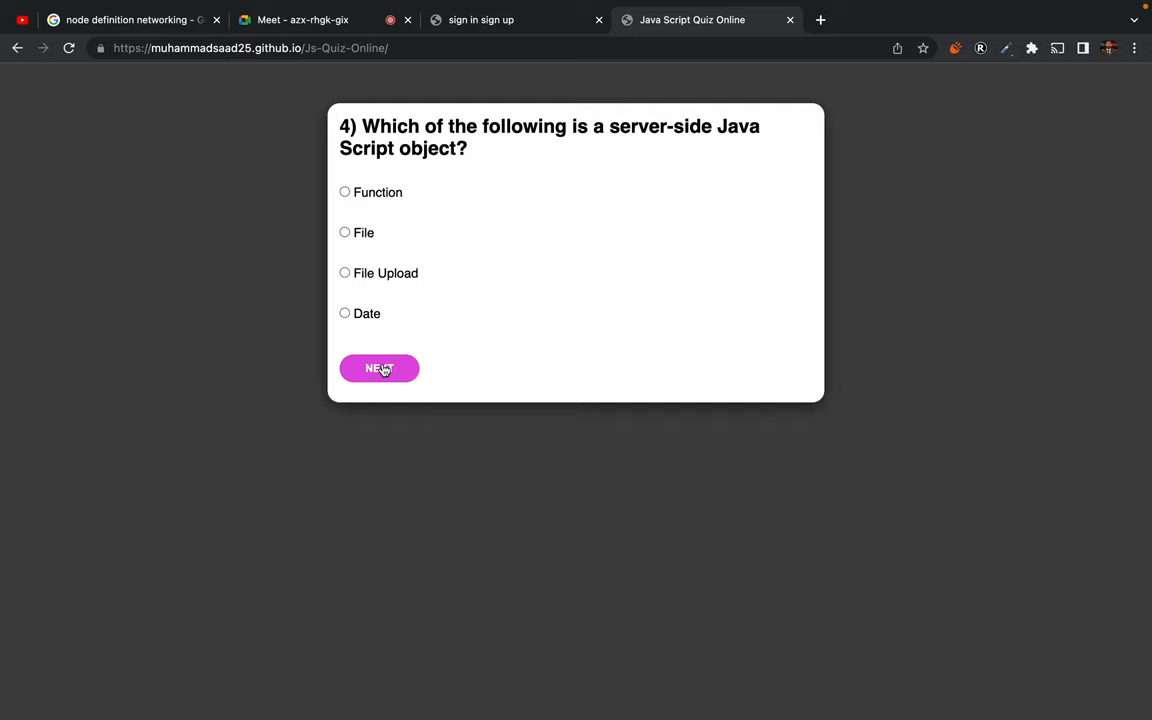 node definition networking - G
Meet - azx-rhgk-gix
sign in sign up
Java Script Quiz Online
https://muhammadsaad25.github.io/Js-Quiz-Online/
4) Which of the following is a server-side Java
Script object?
Function
File
File Upload
Date
NEXT